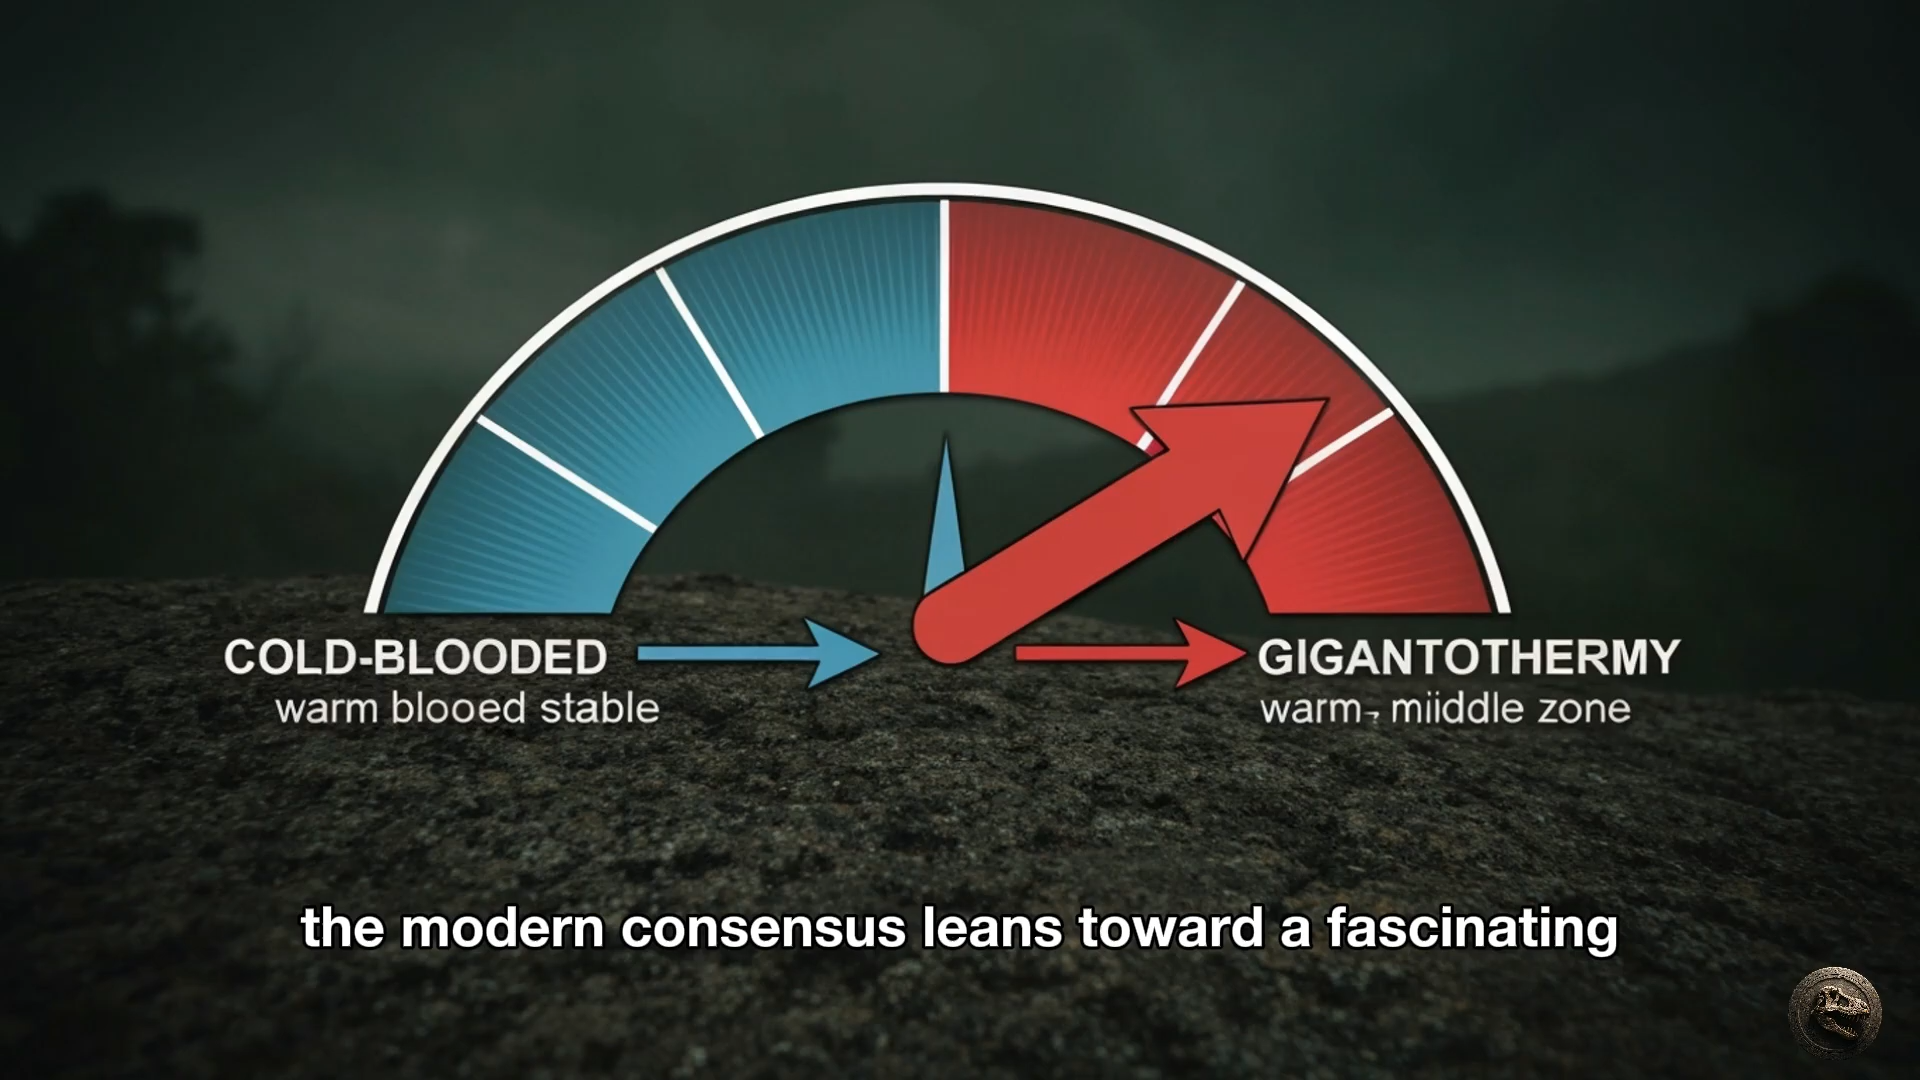 COLD-BLOODED
warm blooed stable
GIGANTOTHERMY
warm- miiddle zone
the modern consensus leans toward a fascinating